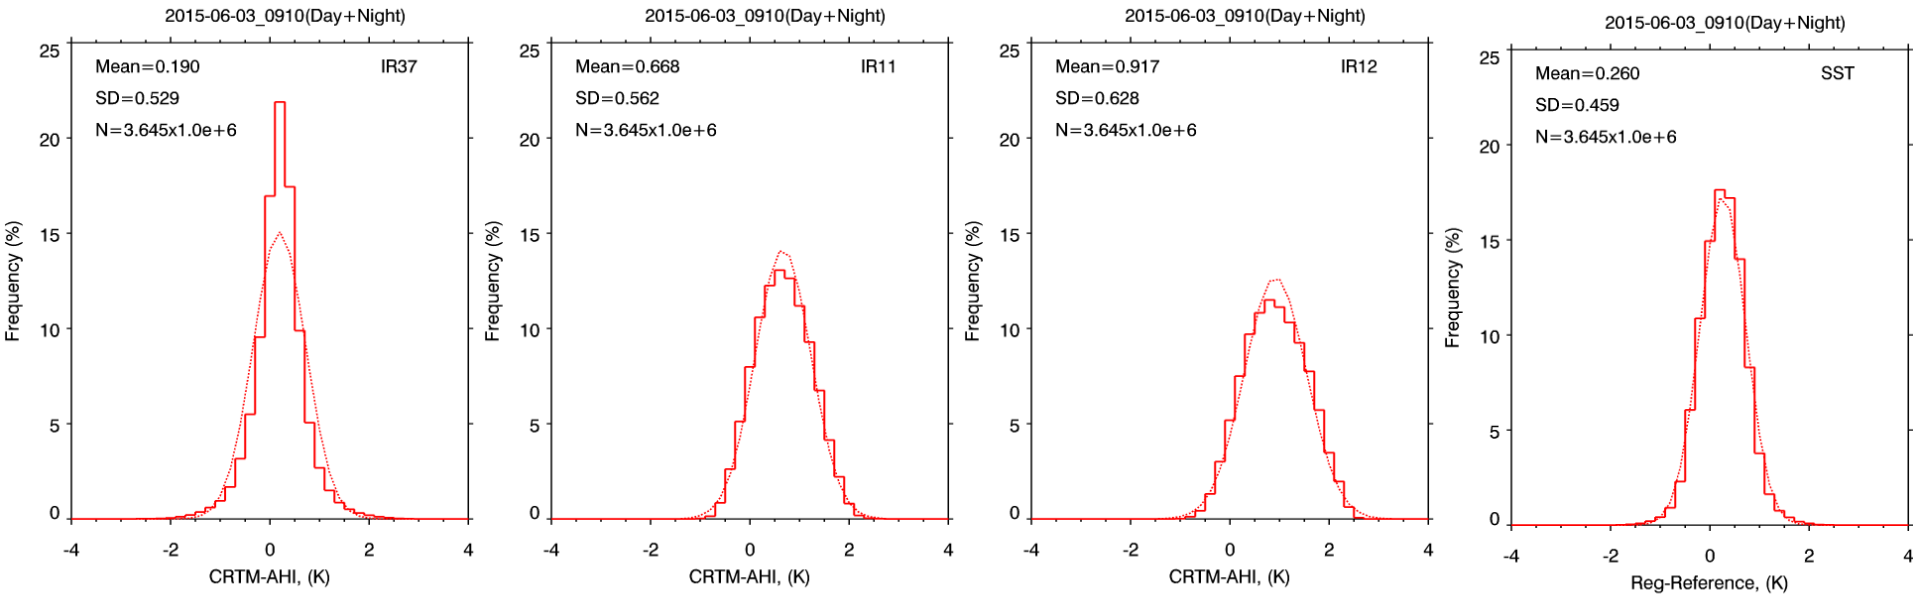 2015-06-03_0910(Day+Night)
25
Mean=0.190
IR37
SD=0.529
N=3.645x1.0e+6
20
15
10
5
0
Frequency (%)
-4 -2 0 2 4
CRTM-AHI, (K)
2015-06-03_0910(Day+Night)
25
Mean=0.668
IR11
SD=0.562
N=3.645x1.0e+6
20
15
10
5
0
Frequency (%)
-4 -2 0 2 4
CRTM-AHI, (K)
2015-06-03_0910(Day+Night)
25
Mean=0.917
IR12
SD=0.628
N=3.645x1.0e+6
20
15
10
5
0
Frequency (%)
-4 -2 0 2 4
CRTM-AHI, (K)
2015-06-03_0910(Day+Night)
25
Mean=0.260
SST
SD=0.459
N=3.645x1.0e+6
20
15
10
5
0
Frequency (%)
-4 -2 0 2 4
Reg-Reference, (K)